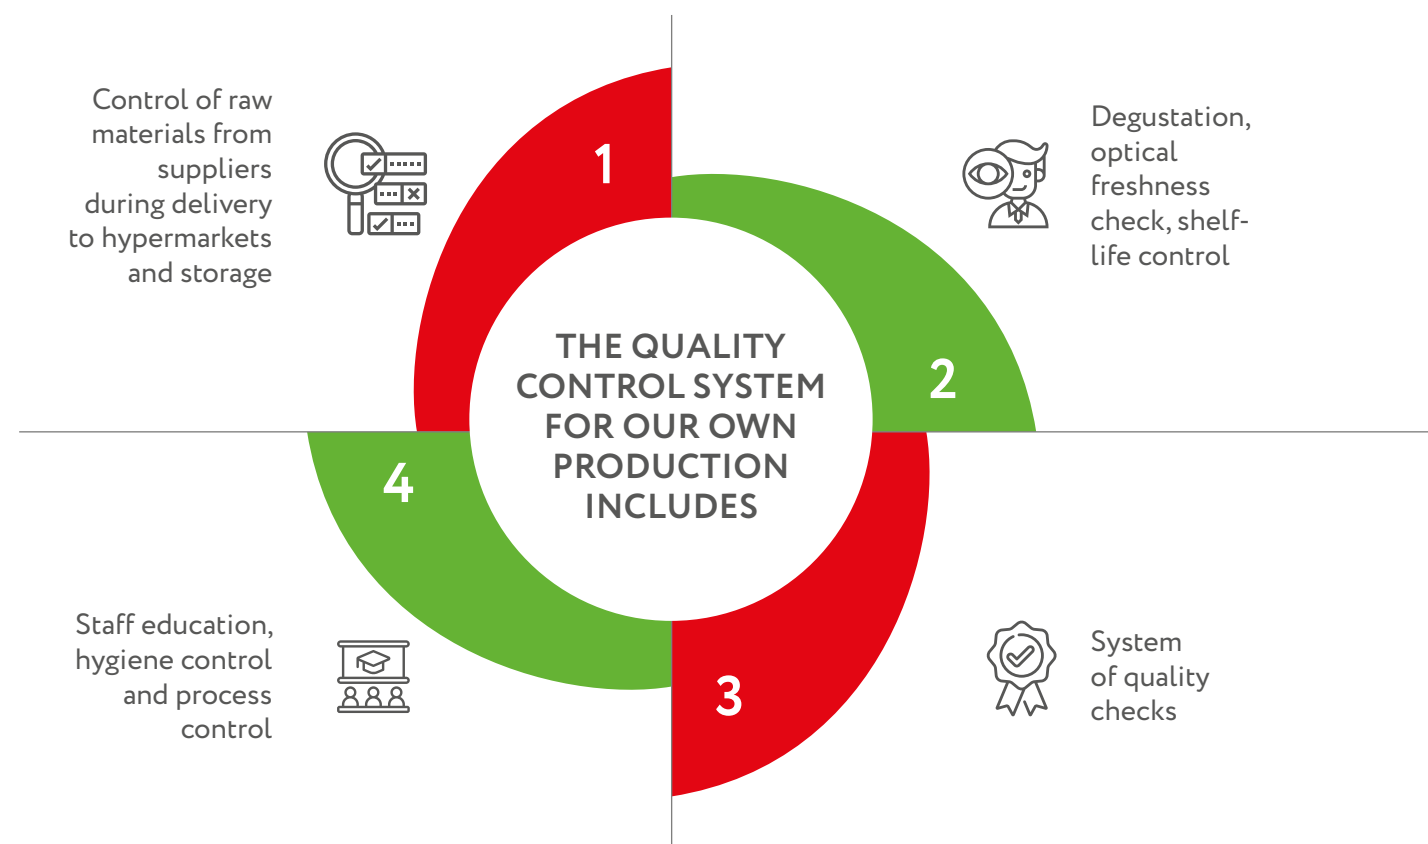 THE QUALITY
CONTROL SYSTEM
FOR OUR OWN
PRODUCTION
INCLUDES
1
Control of raw
materials from
suppliers
during delivery
to hypermarkets
and storage
2
Degustation,
optical
freshness
check, shelf-
life control
3
System
of quality
checks
4
Staff education,
hygiene control
and process
control